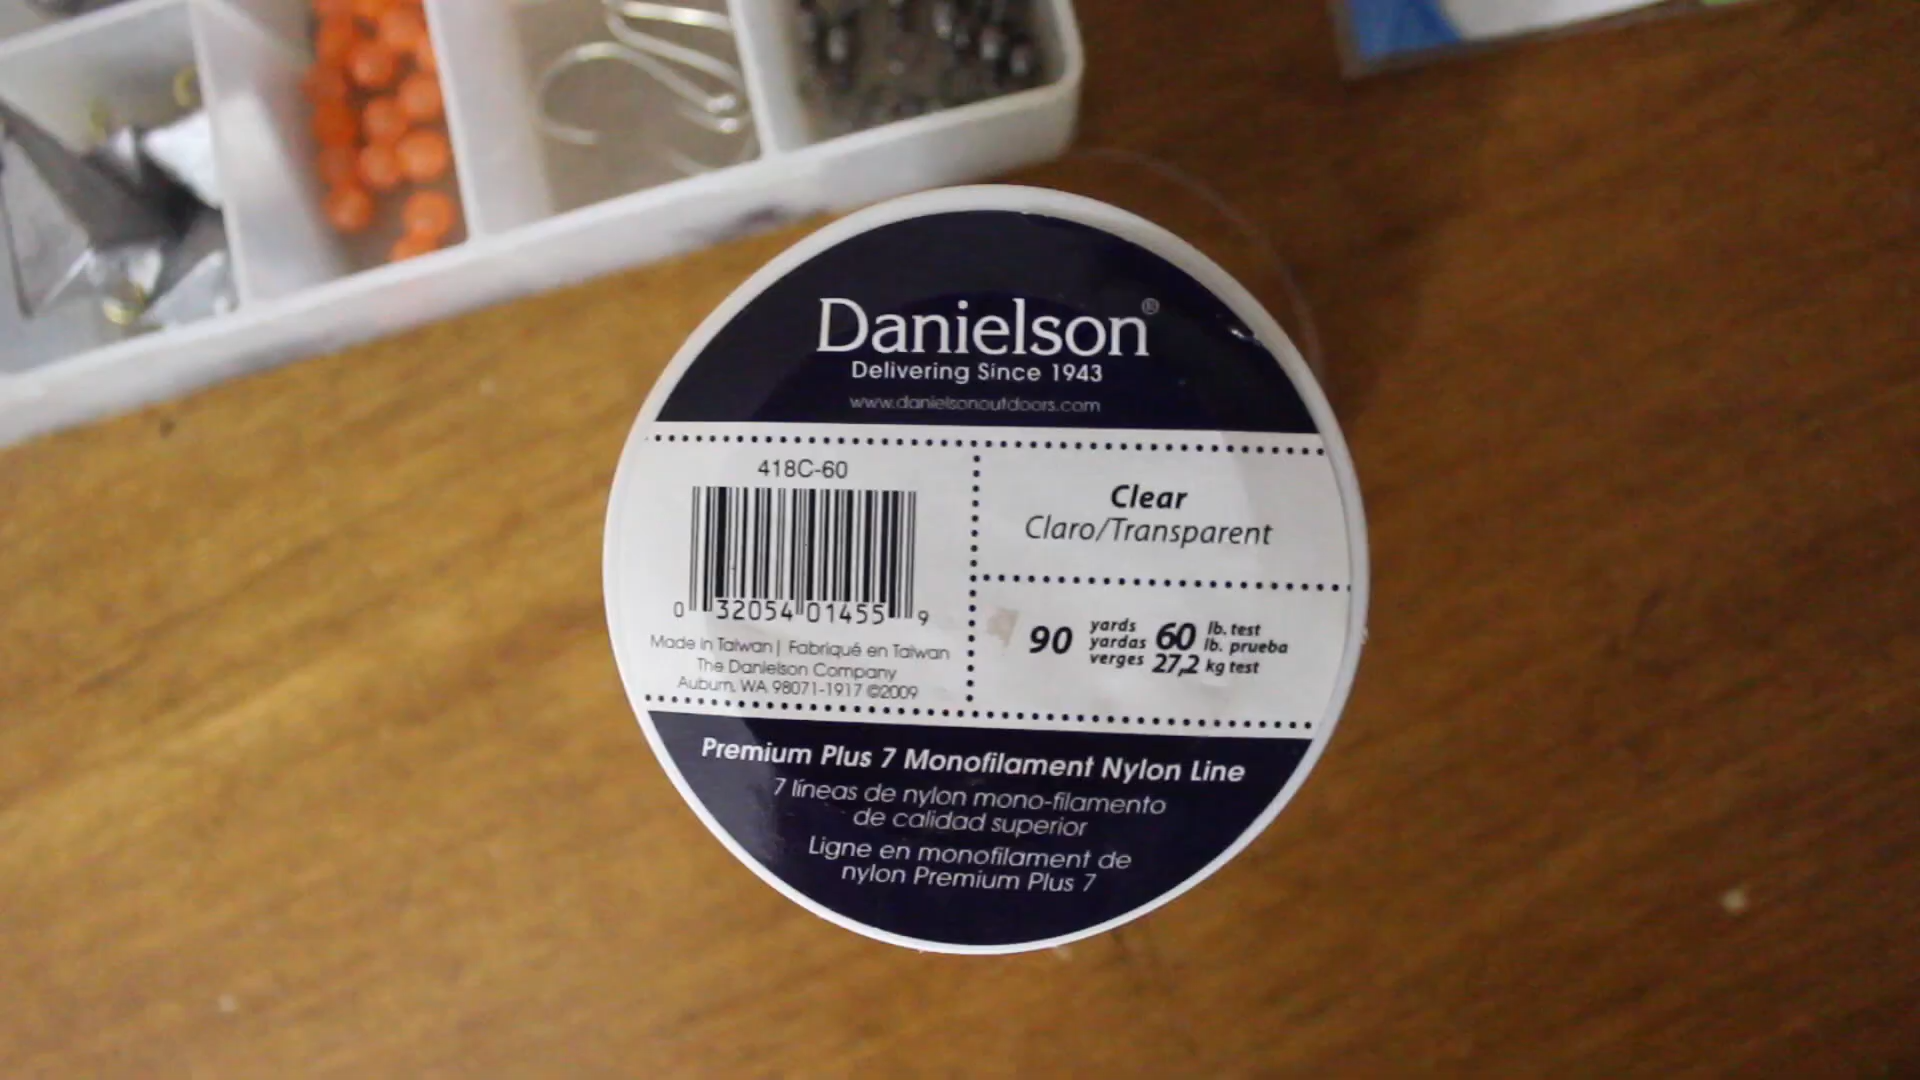 Danielson®
Delivering Since 1943
www.danielsonoutdoors.com
418C-60
0 32054 01455 9
Made in Taiwan | Fabriqué en Taiwan
The Danielson Company
Auburn, WA 98071-1917 ©2009
Clear
Claro/Transparent
90 yards yardas verges 60 lb. test lb. prueba 27,2 kg test
Premium Plus 7 Monofilament Nylon Line
7 líneas de nylon mono-filamento
de calidad superior
Ligne en monofilament de
nylon Premium Plus 7